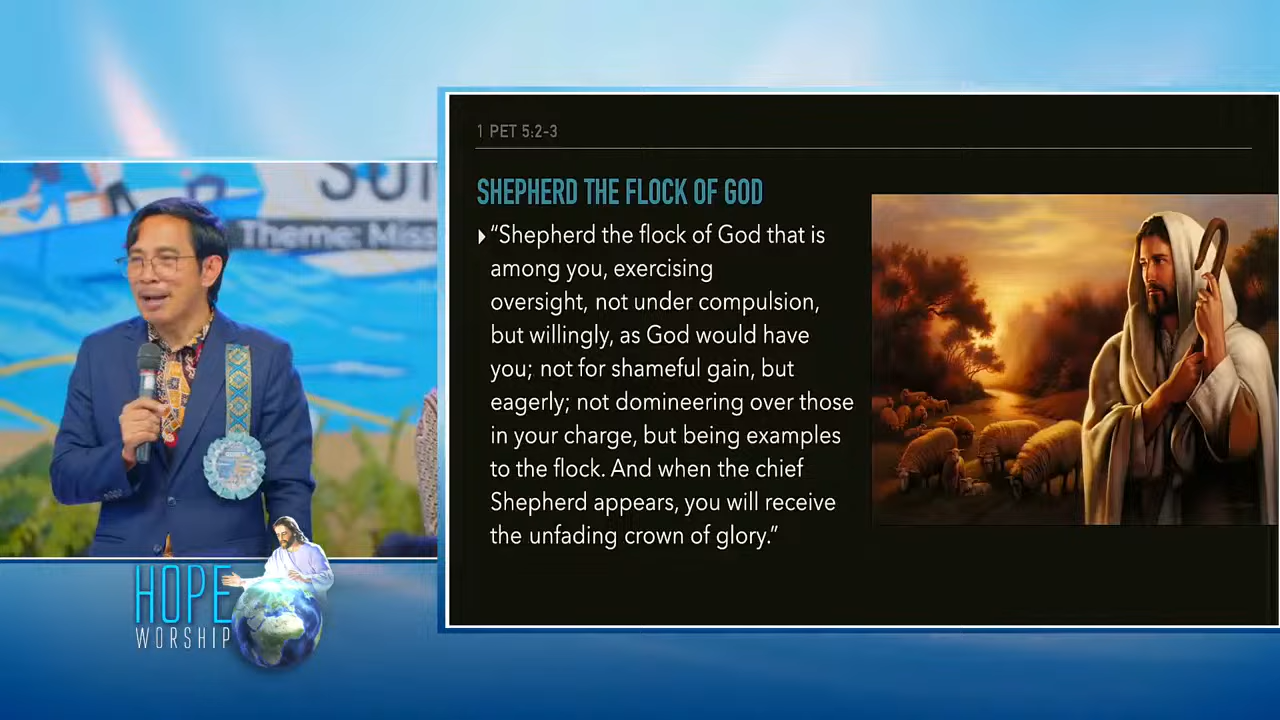 1 PET 5:2-3
SHEPHERD THE FLOCK OF GOD
“Shepherd the flock of God that is
among you, exercising
oversight, not under compulsion,
but willingly, as God would have
you; not for shameful gain, but
eagerly; not domineering over those
in your charge, but being examples
to the flock. And when the chief
Shepherd appears, you will receive
the unfading crown of glory.”
Theme:
HOPE
WORSHIP